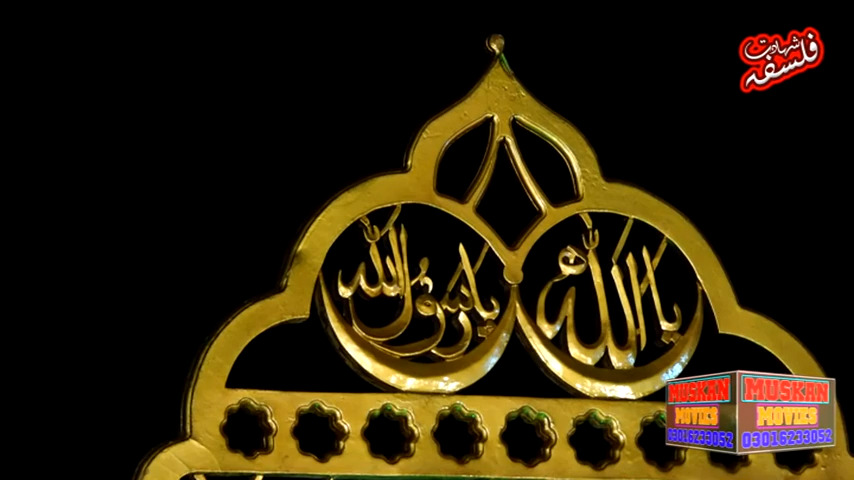 شہادت
فلسفہ
یا اللہ
یا رسول اللہ
MUSKAN
MOVIES
03016233052
MUSKAN
MOVIES
03016233052